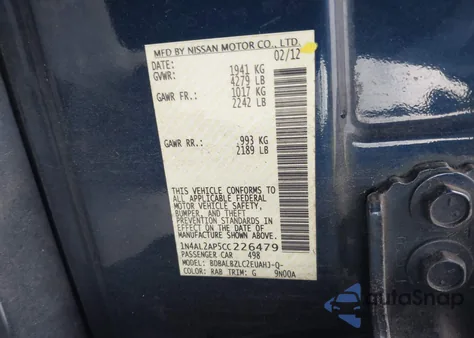 MFD BY NISSAN MOTOR CO., LTD.
DATE: 02/12
GVWR: 1941 KG
4279 LB
GAWR FR.: 1017 KG
2242 LB
GAWR RR.: 993 KG
2189 LB
THIS VEHICLE CONFORMS TO
ALL APPLICABLE FEDERAL
MOTOR VEHICLE SAFETY,
BUMPER, AND THEFT
PREVENTION STANDARDS
IN EFFECT ON THE DATE OF
MANUFACTURE SHOWN ABOVE.
1N4AL2AP5CC226479
PASSENGER CAR 498
MODEL: BDBALBZLC2EUAHJ-Q-
COLOR: RAB TRIM: G 9N00A
AutoSnap